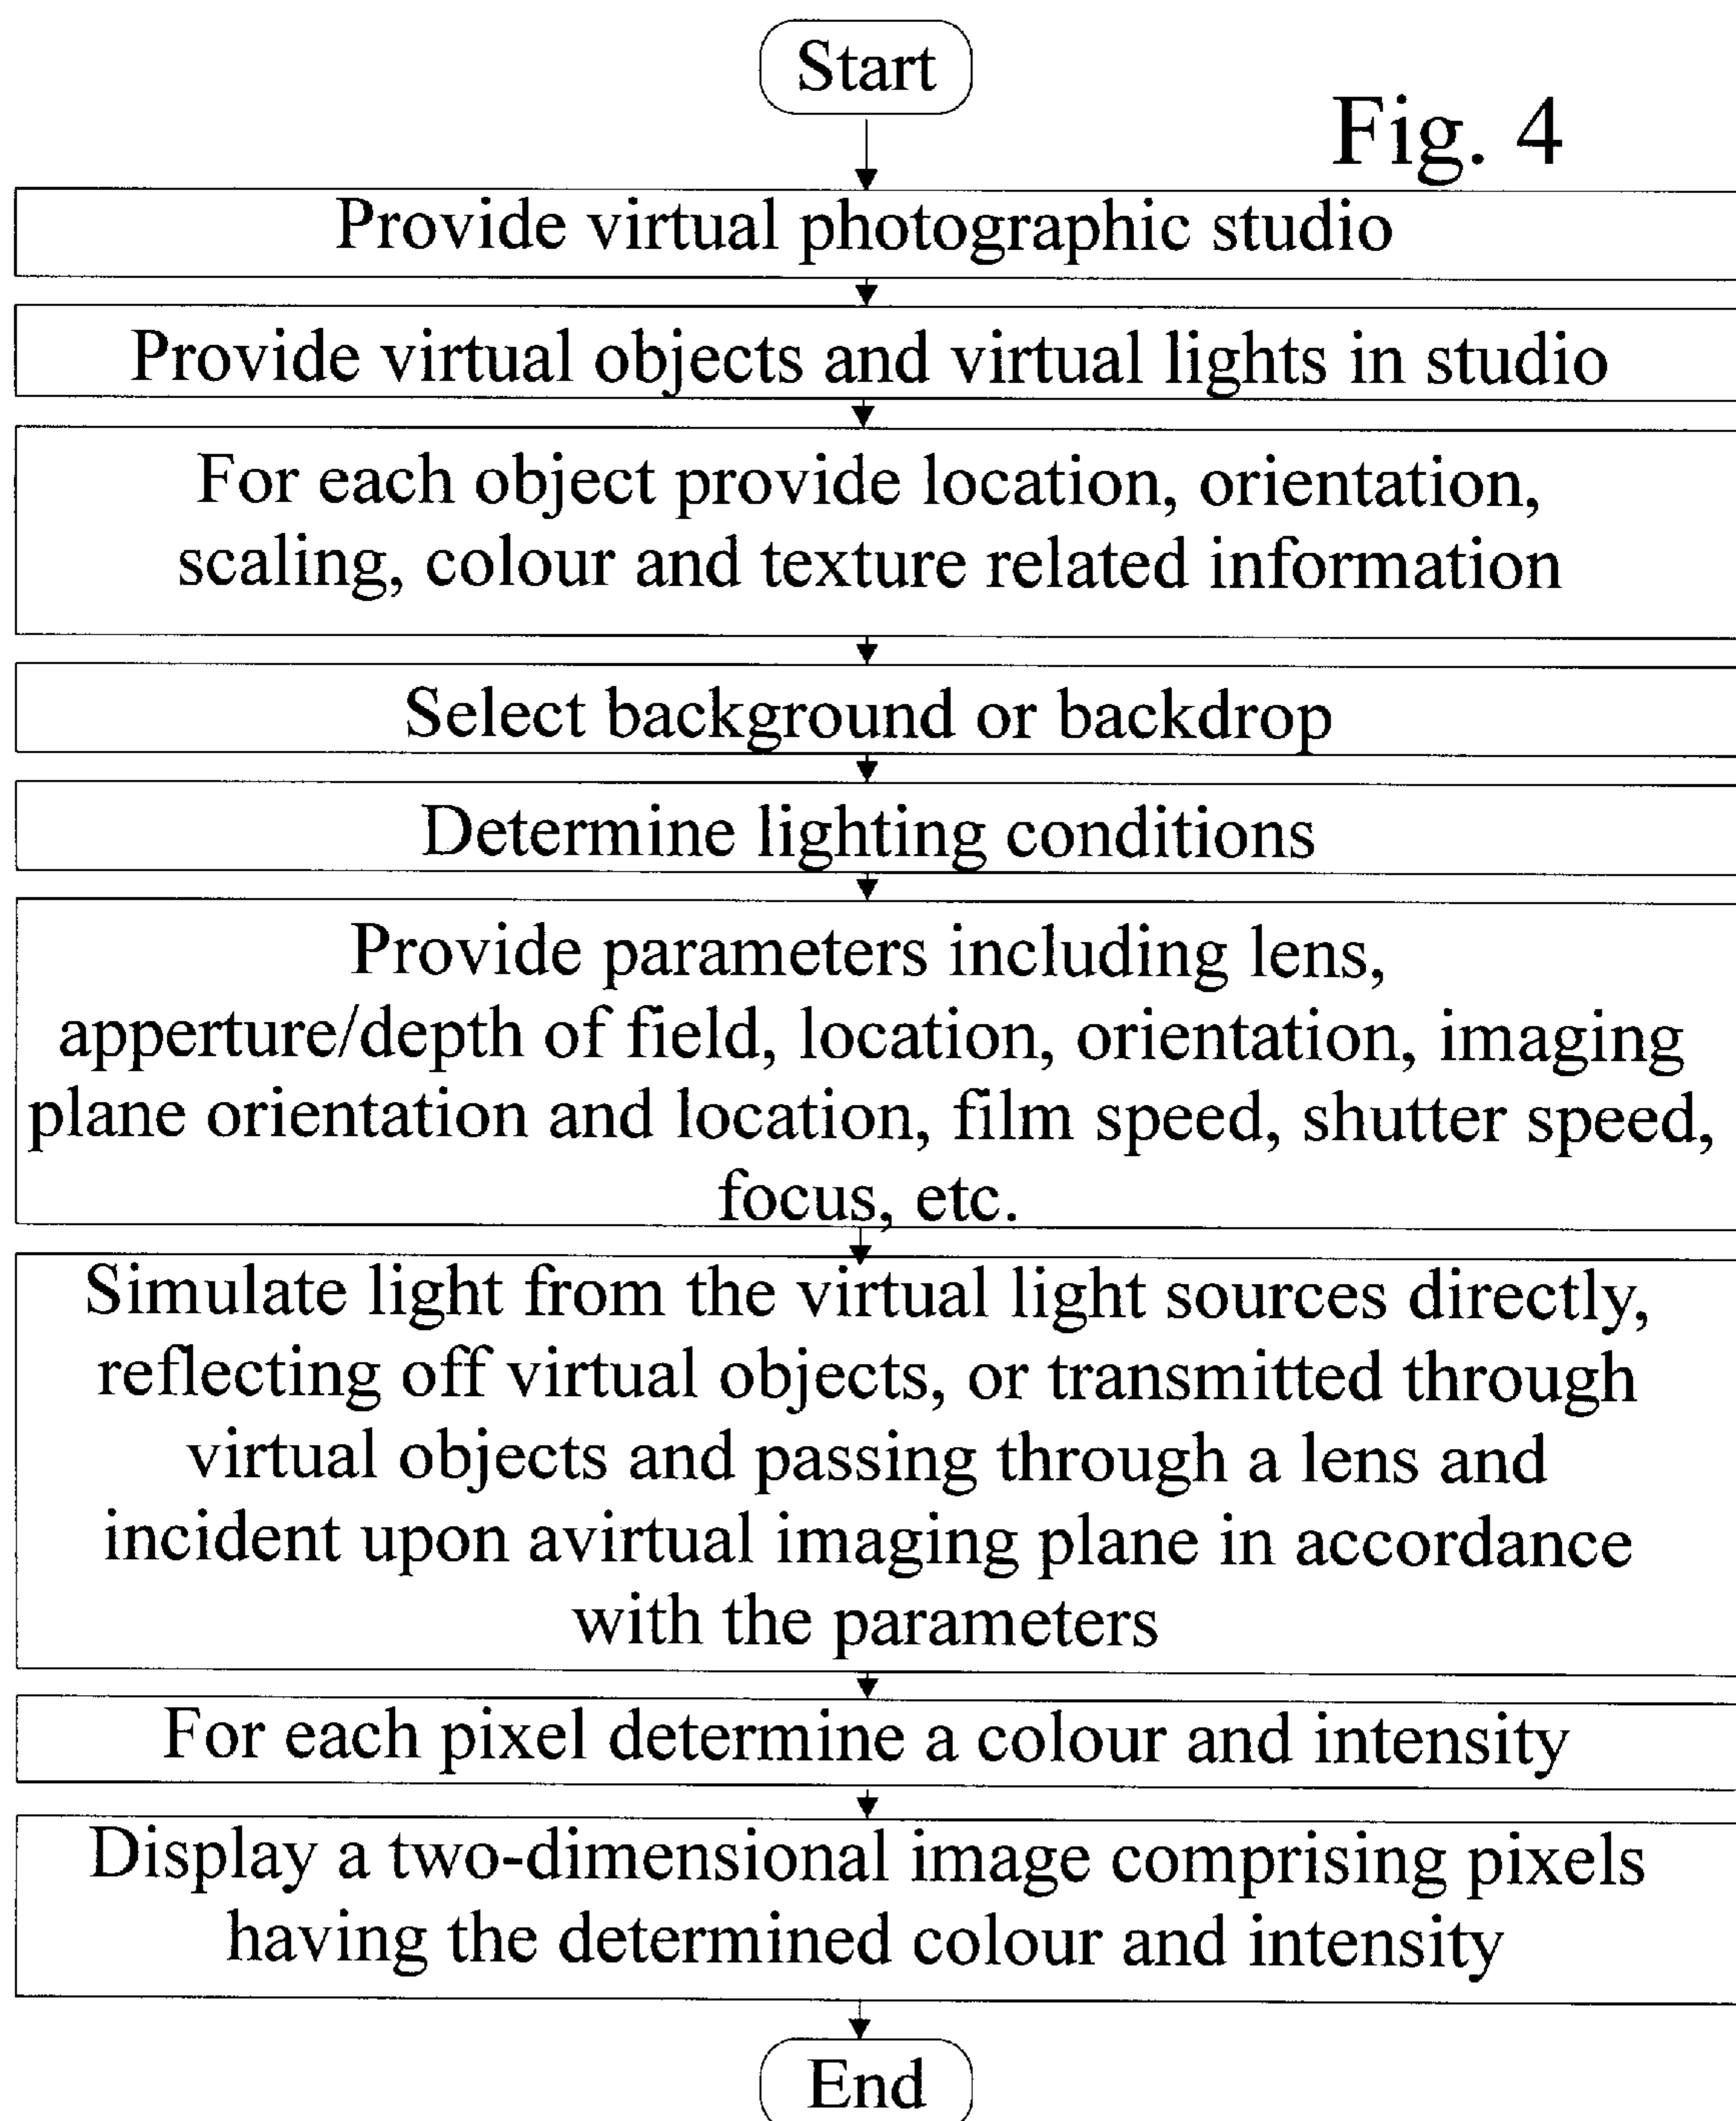 Start
Fig. 4
Provide virtual photographic studio
Provide virtual objects and virtual lights in studio
For each object provide location, orientation,
scaling, colour and texture related information
Select background or backdrop
Determine lighting conditions
Provide parameters including lens,
apperture/depth of field, location, orientation, imaging
plane orientation and location, film speed, shutter speed,
focus, etc.
Simulate light from the virtual light sources directly,
reflecting off virtual objects, or transmitted through
virtual objects and passing through a lens and
incident upon avirtual imaging plane in accordance
with the parameters
For each pixel determine a colour and intensity
Display a two-dimensional image comprising pixels
having the determined colour and intensity
End